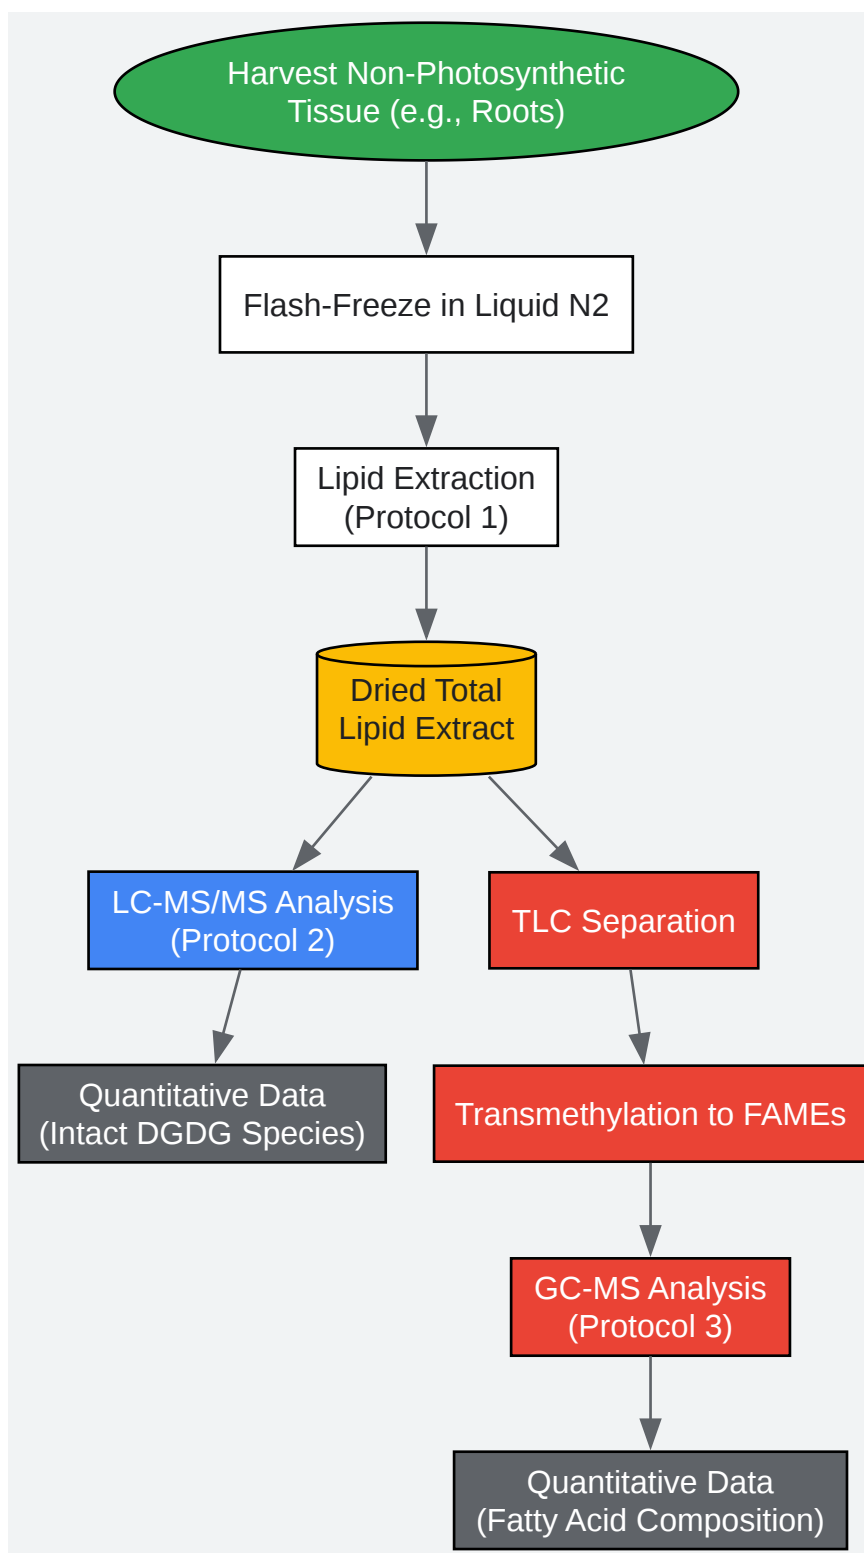 Harvest Non-Photosynthetic
Tissue (e.g., Roots)
Flash-Freeze in Liquid N2
Lipid Extraction
(Protocol 1)
Dried Total
Lipid Extract
LC-MS/MS Analysis
(Protocol 2)
TLC Separation
Quantitative Data
(Intact DGDG Species)
Transmethylation to FAMEs
GC-MS Analysis
(Protocol 3)
Quantitative Data
(Fatty Acid Composition)